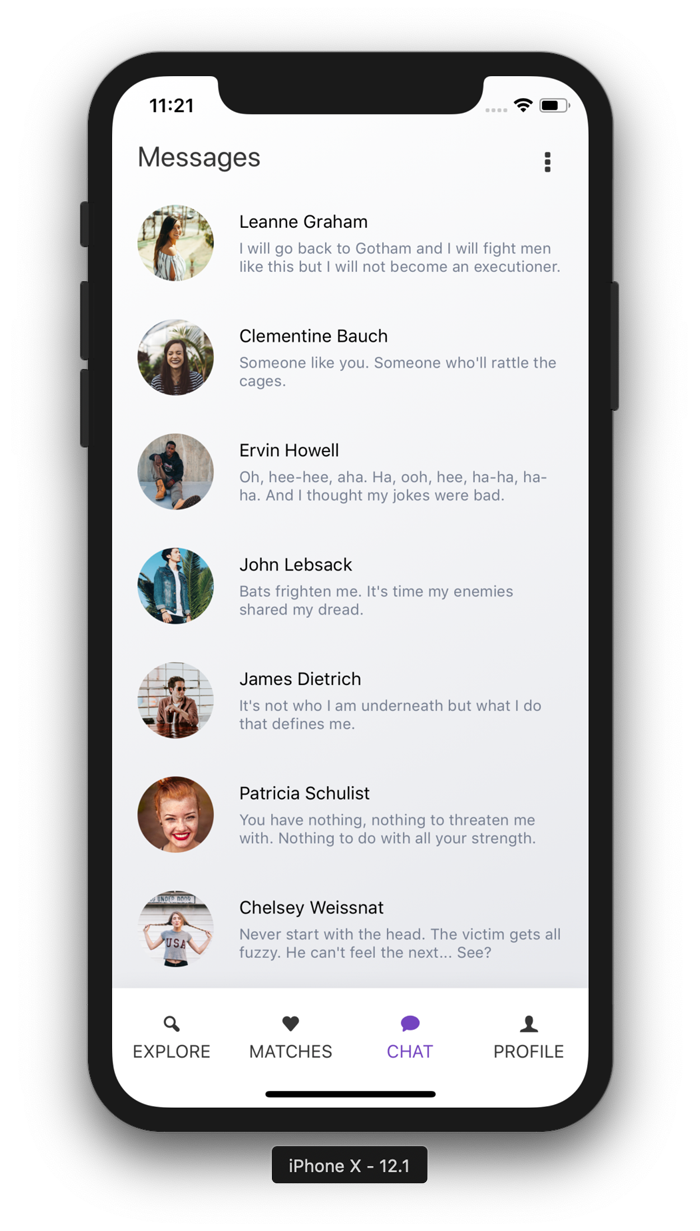 11:21
Messages
Leanne Graham
I will go back to Gotham and I will fight men
like this but I will not become an executioner.
Clementine Bauch
Someone like you. Someone who'll rattle the
cages.
Ervin Howell
Oh, hee-hee, aha. Ha, ooh, hee, ha-ha, ha-
ha. And I thought my jokes were bad.
John Lebsack
Bats frighten me. It's time my enemies
shared my dread.
James Dietrich
It's not who I am underneath but what I do
that defines me.
Patricia Schulist
You have nothing, nothing to threaten me
with. Nothing to do with all your strength.
Chelsey Weissnat
Never start with the head. The victim gets all
fuzzy. He can't feel the next... See?
USA
EXPLORE MATCHES CHAT PROFILE
iPhone X - 12.1